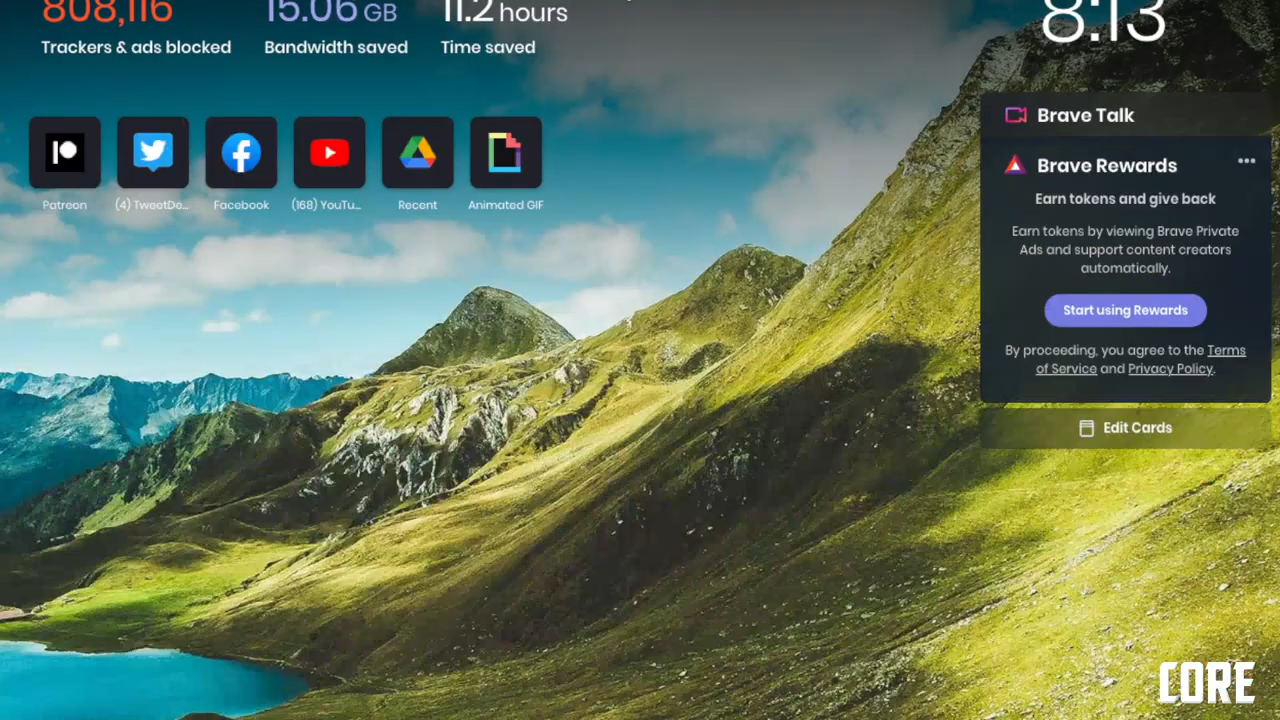 808,116
15.06 GB
11.2 hours
8:13
Trackers & ads blocked
Bandwidth saved
Time saved
Patreon
(4) TweetDe...
Facebook
(168) YouTu...
Recent
Animated GIF
Brave Talk
Brave Rewards
Earn tokens and give back
Earn tokens by viewing Brave Private
Ads and support content creators
automatically.
Start using Rewards
By proceeding, you agree to the Terms
of Service and Privacy Policy.
Edit Cards
CORE